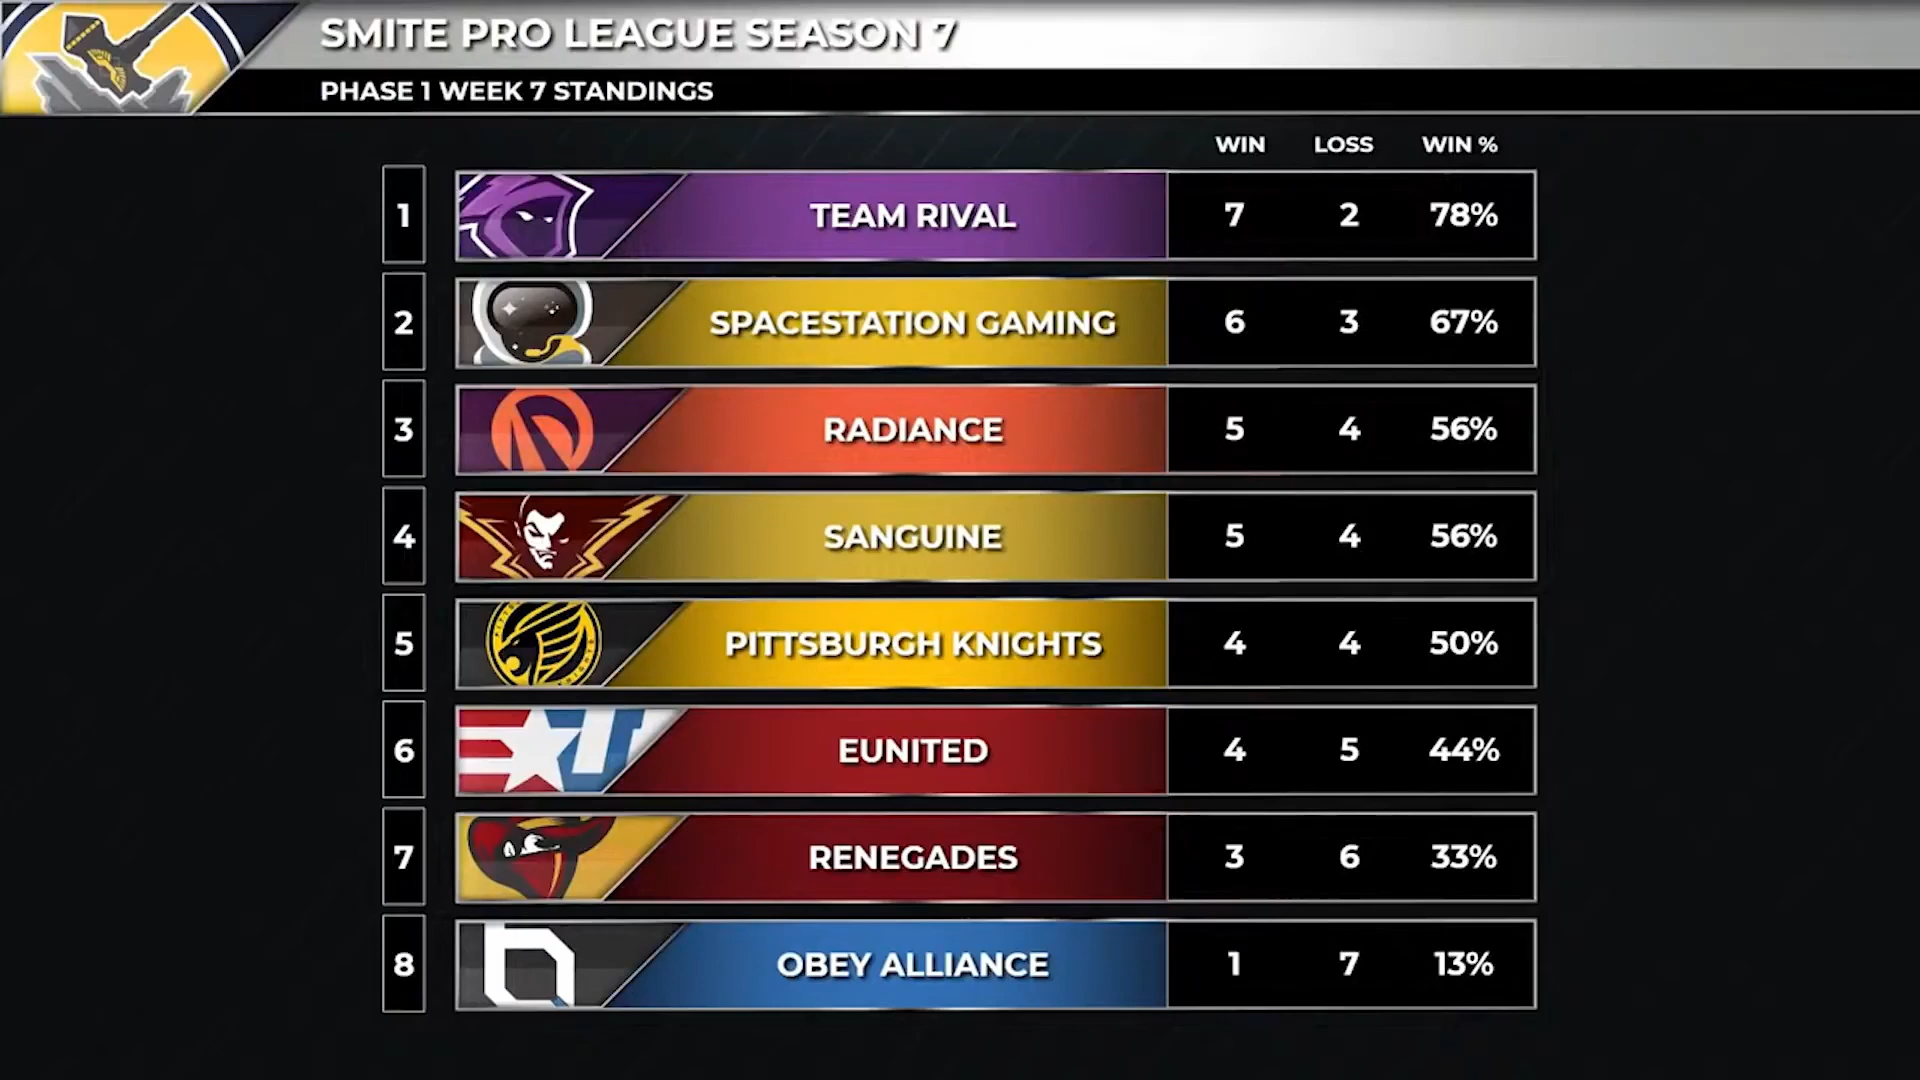 SMITE PRO LEAGUE SEASON 7
PHASE 1 WEEK 7 STANDINGS
WIN LOSS WIN %
1 TEAM RIVAL 7 2 78%
2 SPACESTATION GAMING 6 3 67%
3 RADIANCE 5 4 56%
4 SANGUINE 5 4 56%
5 PITTSBURGH KNIGHTS 4 4 50%
6 EUNITED 4 5 44%
7 RENEGADES 3 6 33%
8 OBEY ALLIANCE 1 7 13%